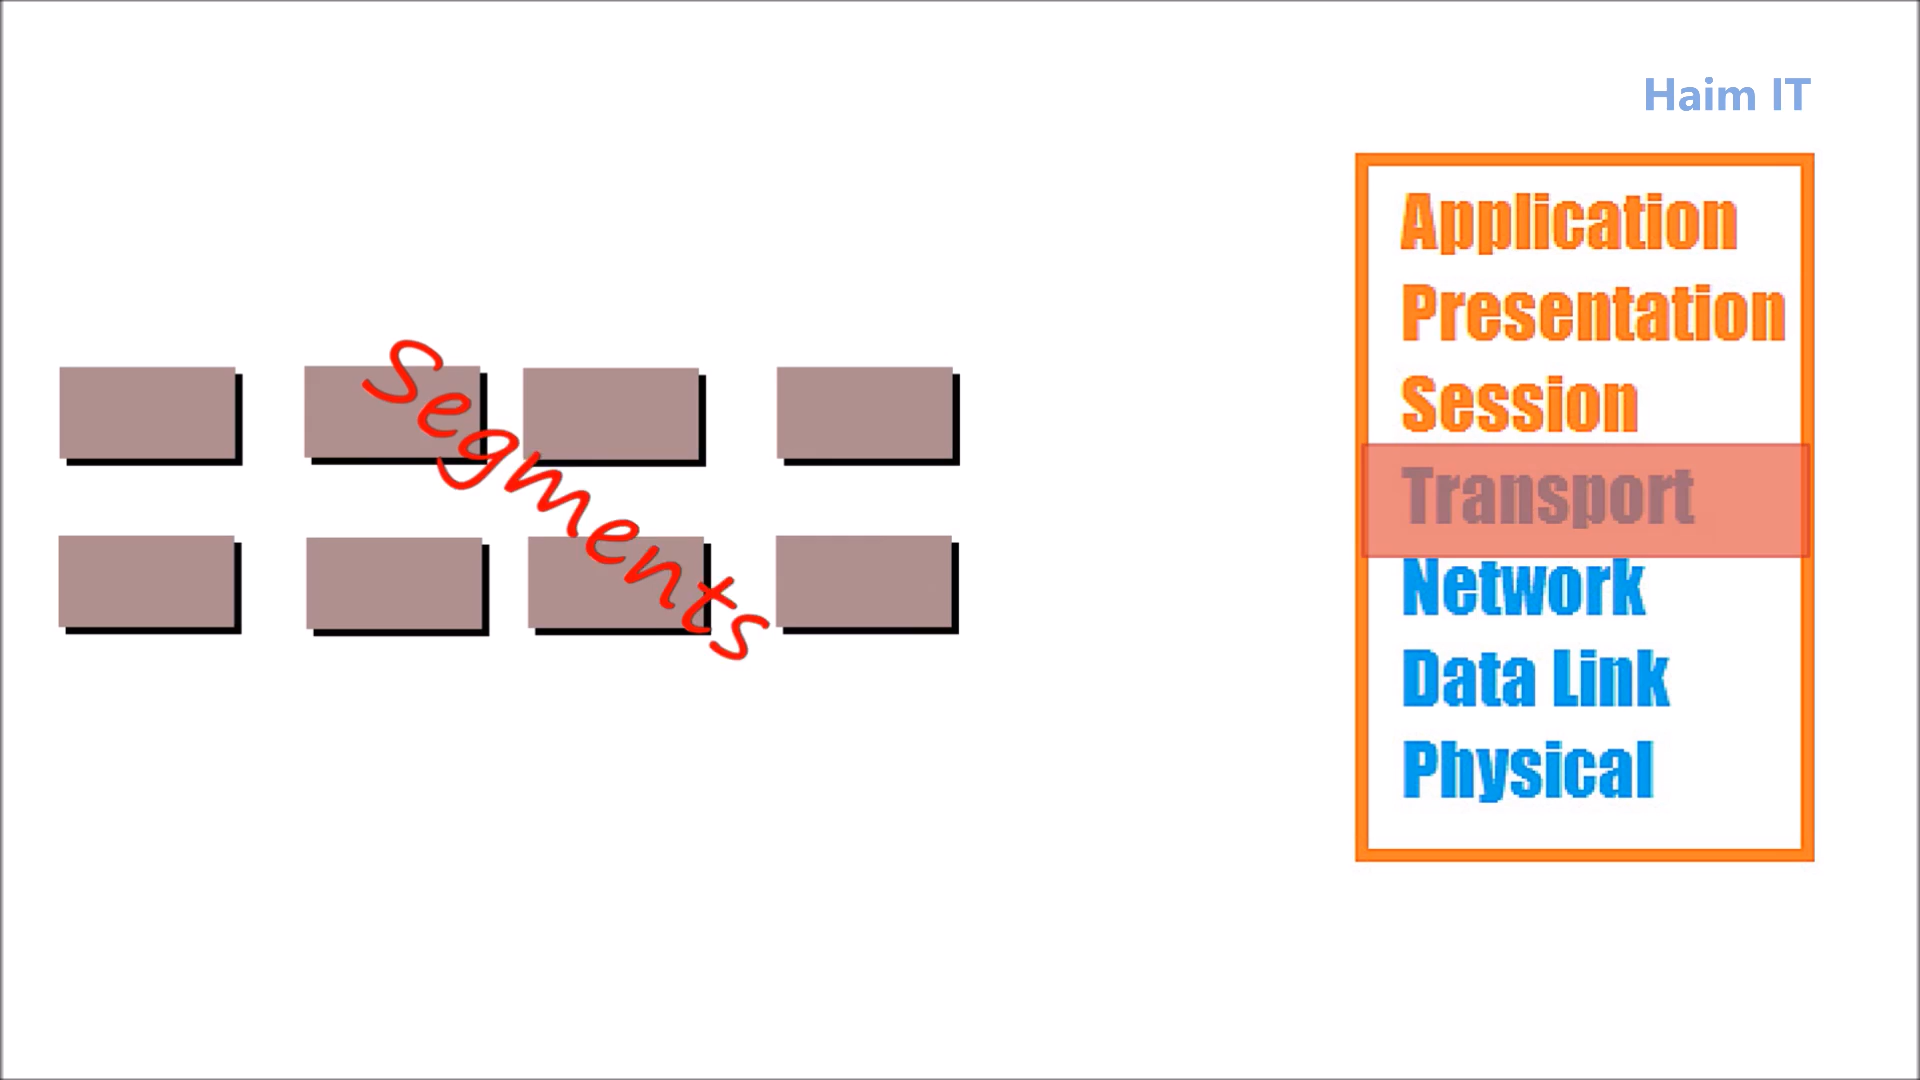 Haim IT
Segments
Application
Presentation
Session
Transport
Network
Data Link
Physical